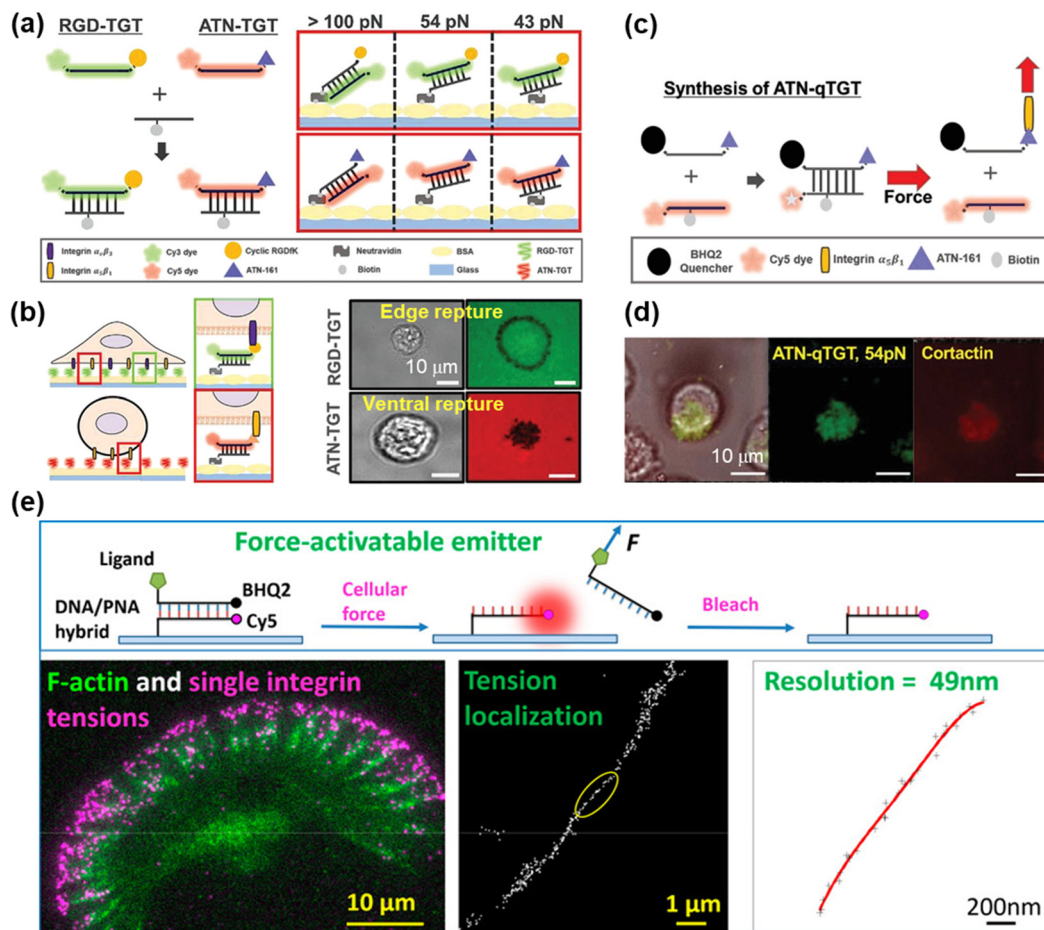 (a)
RGD-TGT
ATN-TGT
> 100 pN
54 pN
43 pN
+
Biotin
Integrin αvβ3
Cy3 dye
Cyclic RGDfK
Neutravidin
BSA
RGD-TGT
Integrin α5β1
Cy5 dye
ATN-161
Biotin
Glass
ATN-TGT
(b)
RGD-TGT
Edge repture
10 μm
ATN-TGT
Ventral repture
(c)
Synthesis of ATN-qTGT
+
Biotin
Force
+
BHQ2
Quencher
Cy5 dye
Integrin α5β1
ATN-161
Biotin
(d)
ATN-qTGT, 54pN
Cortactin
10 μm
(e)
Force-activatable emitter
Ligand
BHQ2
DNA/PNA
hybrid
Cy5
Cellular
force
F
Bleach
F-actin and single integrin
tensions
10 μm
Tension
localization
1 μm
Resolution = 49nm
200nm